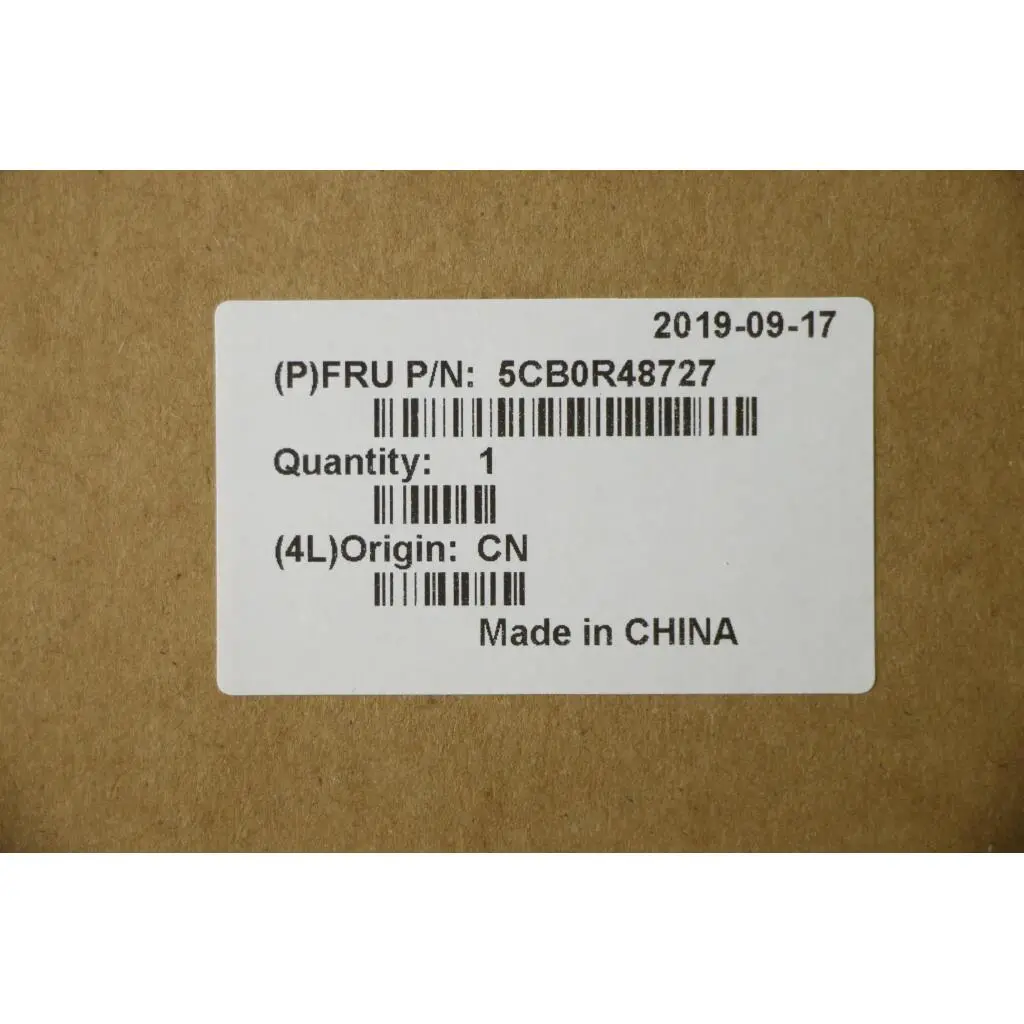 2019-09-17
(P)FRU P/N: 5CB0R48727
Quantity: 1
(4L)Origin: CN
Made in CHINA